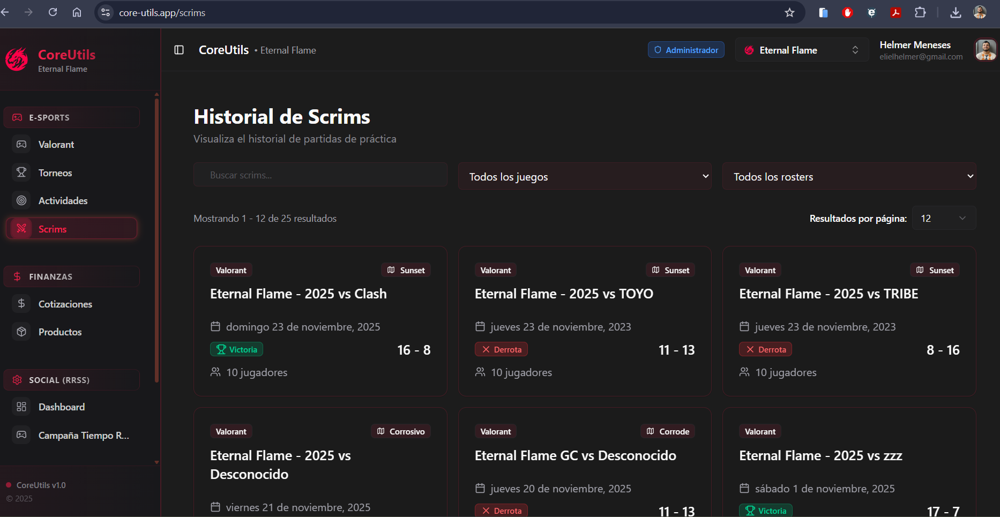 core-utils.app/scrims
CoreUtils
Eternal Flame
E-SPORTS
Valorant
Torneos
Actividades
Scrims
FINANZAS
Cotizaciones
Productos
SOCIAL (RRSS)
Dashboard
Campaña Tiempo R...
CoreUtils v1.0
© 2025
CoreUtils • Eternal Flame
Administrador
Eternal Flame
Helmer Meneses
elielhelmer@gmail.com
Historial de Scrims
Visualiza el historial de partidas de práctica
Buscar scrims...
Todos los juegos
Todos los rosters
Mostrando 1 - 12 de 25 resultados
Resultados por página: 12
Valorant Sunset
Eternal Flame - 2025 vs Clash
domingo 23 de noviembre, 2025
Victoria 16 - 8
10 jugadores
Valorant Sunset
Eternal Flame - 2025 vs TOYO
jueves 23 de noviembre, 2023
Derrota 11 - 13
10 jugadores
Valorant Sunset
Eternal Flame - 2025 vs TRIBE
jueves 23 de noviembre, 2023
Derrota 8 - 16
10 jugadores
Valorant Corrosivo
Eternal Flame - 2025 vs
Desconocido
viernes 21 de noviembre, 2025
Valorant Corrode
Eternal Flame GC vs Desconocido
jueves 20 de noviembre, 2025
Derrota 11 - 13
Valorant
Eternal Flame - 2025 vs zzz
sábado 1 de noviembre, 2025
Victoria 17 - 7